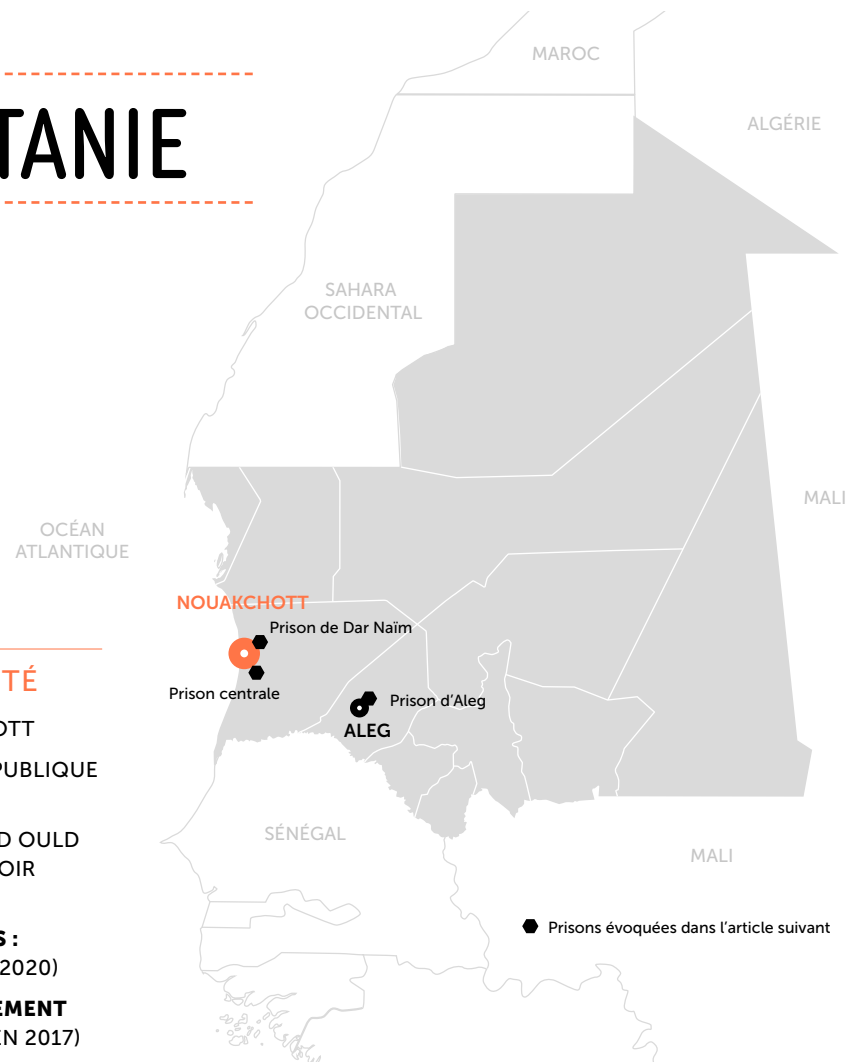 TANIE
MAROC
ALGÉRIE
SAHARA
OCCIDENTAL
MALI
OCÉAN
ATLANTIQUE
NOUAKCHOTT
Prison de Dar Naïm
Prison centrale
Prison d'Aleg
ALEG
SÉNÉGAL
MALI
Prisons évoquées dans l'article suivant
TÉ
OTT
PUBLIQUE
D OULD
OIR
S :
2020)
EMENT
EN 2017)